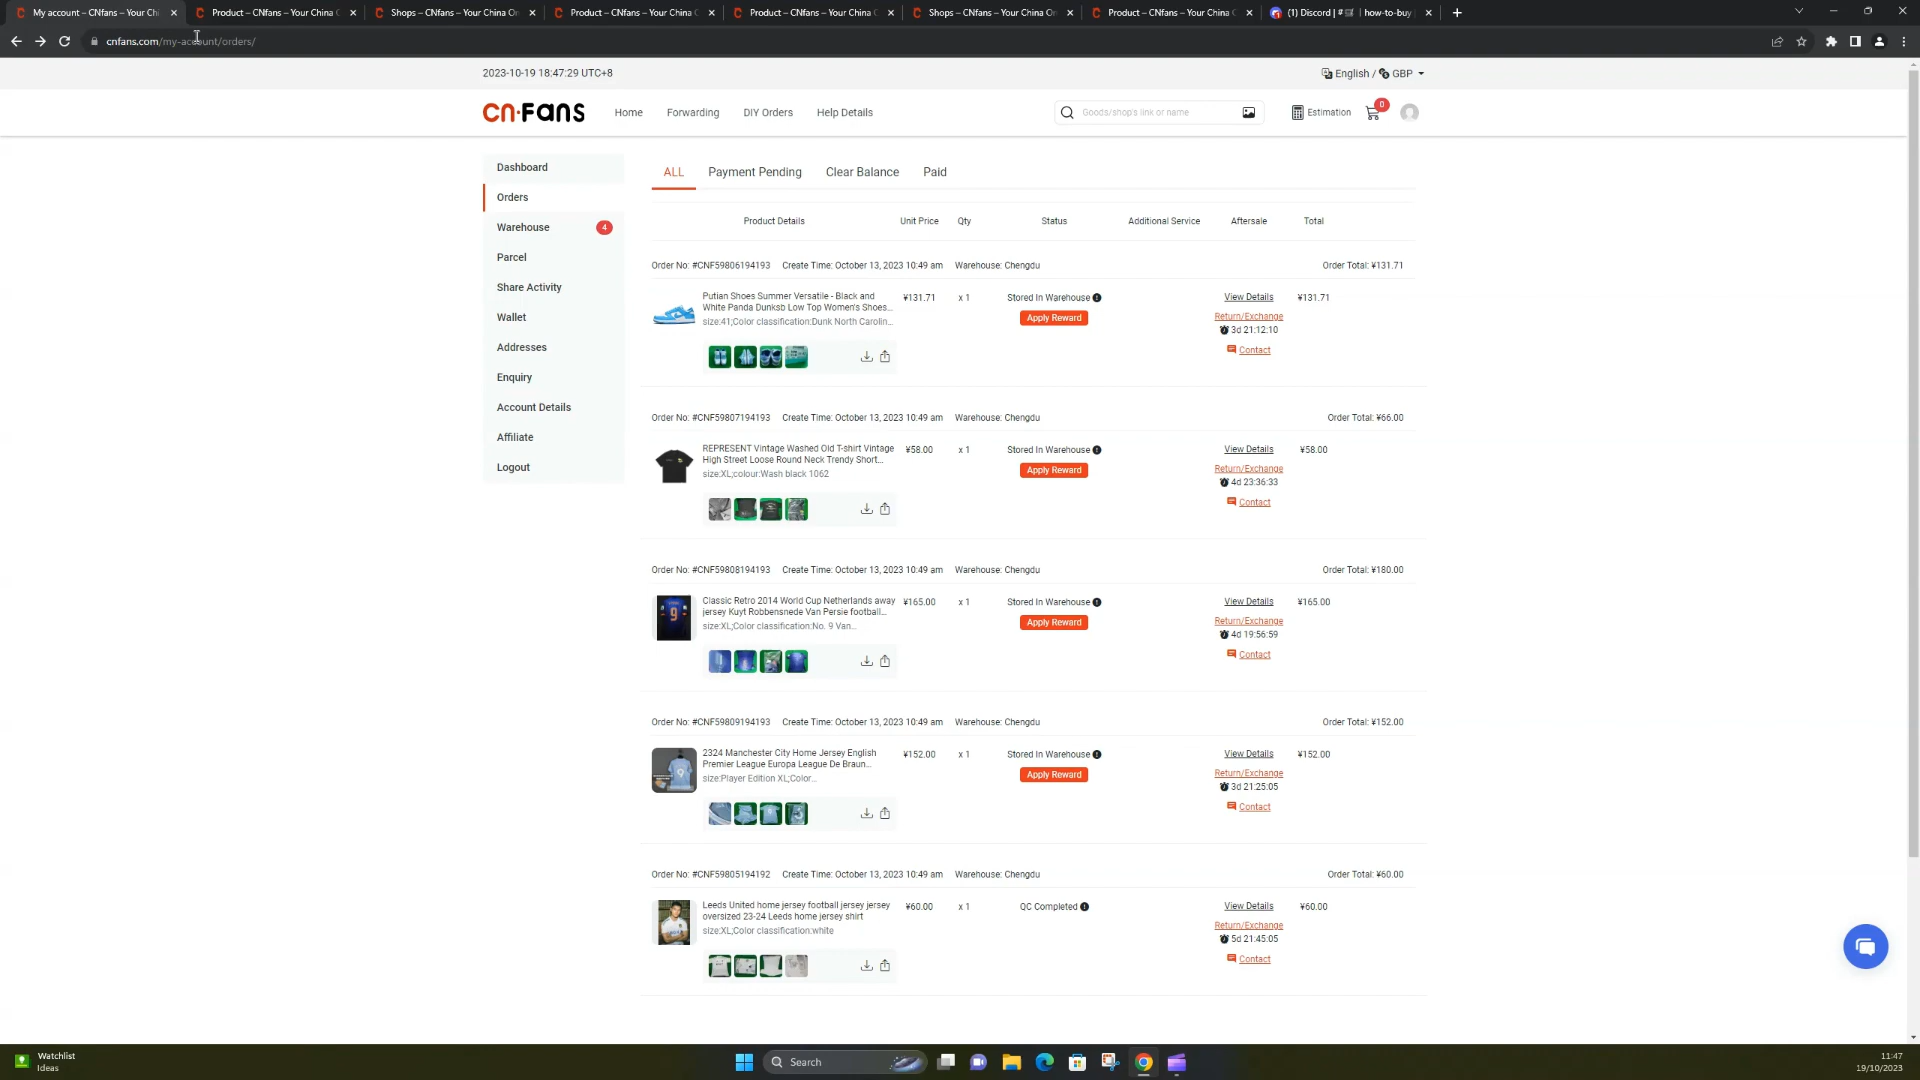 My account – CNfans – Your Chi
Product – CNfans – Your China O
Shops – CNfans – Your China On
Product – CNfans – Your China O
Product – CNfans – Your China O
Shops – CNfans – Your China On
Product – CNfans – Your China O
(1) Discord | #🛒 | how-to-buy
cnfans.com/my-account/orders/
2023-10-19 18:47:29 UTC+8
English / GBP
cn·Fans
Home
Forwarding
DIY Orders
Help Details
Goods/shop's link or name
Estimation
0
Dashboard
Orders
Warehouse 4
Parcel
Share Activity
Wallet
Addresses
Enquiry
Account Details
Affiliate
Logout
ALL Payment Pending Clear Balance Paid
Product Details Unit Price Qty Status Additional Service Aftersale Total
Order No: #CNF59806194193 Create Time: October 13, 2023 10:49 am Warehouse: Chengdu Order Total: ¥131.71
Putian Shoes Summer Versatile - Black and
White Panda Dunksb Low Top Women's Shoes...
size:41;Color classification:Dunk North Carolin...
¥131.71 x 1 Stored In Warehouse
Apply Reward
View Details ¥131.71
Return/Exchange
3d 21:12:10
Contact
Order No: #CNF59807194193 Create Time: October 13, 2023 10:49 am Warehouse: Chengdu Order Total: ¥66.00
REPRESENT Vintage Washed Old T-shirt Vintage
High Street Loose Round Neck Trendy Short...
size:XL;colour:Wash black 1062
¥58.00 x 1 Stored In Warehouse
Apply Reward
View Details ¥58.00
Return/Exchange
4d 23:36:33
Contact
Order No: #CNF59808194193 Create Time: October 13, 2023 10:49 am Warehouse: Chengdu Order Total: ¥180.00
Classic Retro 2014 World Cup Netherlands away
jersey Kuyt Robbensnede Van Persie football...
size:XL;Color classification:No. 9 Van...
¥165.00 x 1 Stored In Warehouse
Apply Reward
View Details ¥165.00
Return/Exchange
4d 19:56:59
Contact
Order No: #CNF59809194193 Create Time: October 13, 2023 10:49 am Warehouse: Chengdu Order Total: ¥152.00
2324 Manchester City Home Jersey English
Premier League Europa League De Braun...
size:Player Edition XL;Color...
¥152.00 x 1 Stored In Warehouse
Apply Reward
View Details ¥152.00
Return/Exchange
3d 21:25:05
Contact
Order No: #CNF59805194192 Create Time: October 13, 2023 10:49 am Warehouse: Chengdu Order Total: ¥60.00
Leeds United home jersey football jersey jersey
oversized 23-24 Leeds home jersey shirt
size:XL;Color classification:white
¥60.00 x 1 QC Completed
View Details ¥60.00
Return/Exchange
5d 21:45:05
Contact
Watchlist
Ideas
Search
11:47
19/10/2023